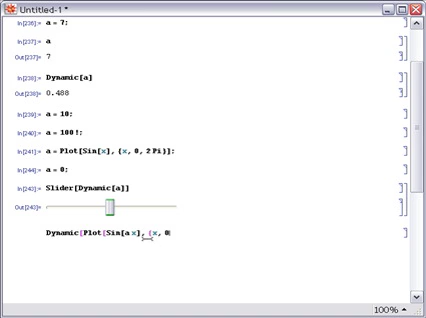 Untitled-1 *
In[236]:= a = 7;
In[237]:= a
Out[237]= 7
In[238]:= Dynamic[a]
Out[238]= 0.488
In[239]:= a = 10;
In[240]:= a = 100!;
In[241]:= a = Plot[Sin[x], {x, 0, 2 Pi}];
In[244]:= a = 0;
In[243]:= Slider[Dynamic[a]]
Out[243]=
Dynamic[Plot[Sin[a x], {x, 0
100%